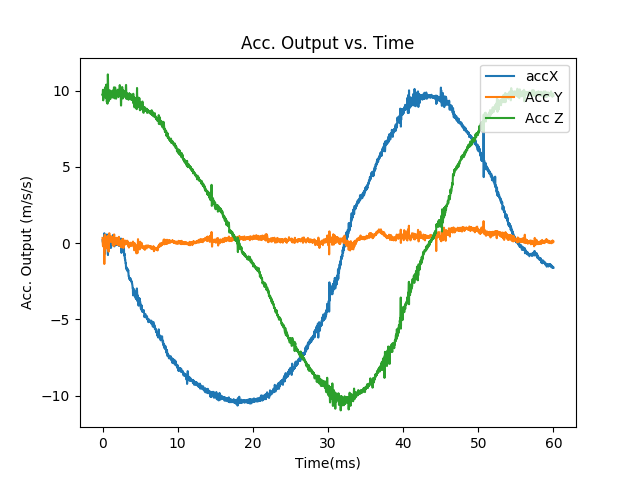 Acc. Output vs. Time
accX
Acc Y
Acc Z
Acc. Output (m/s/s)
10
5
0
−5
−10
0 10 20 30 40 50 60
Time(ms)